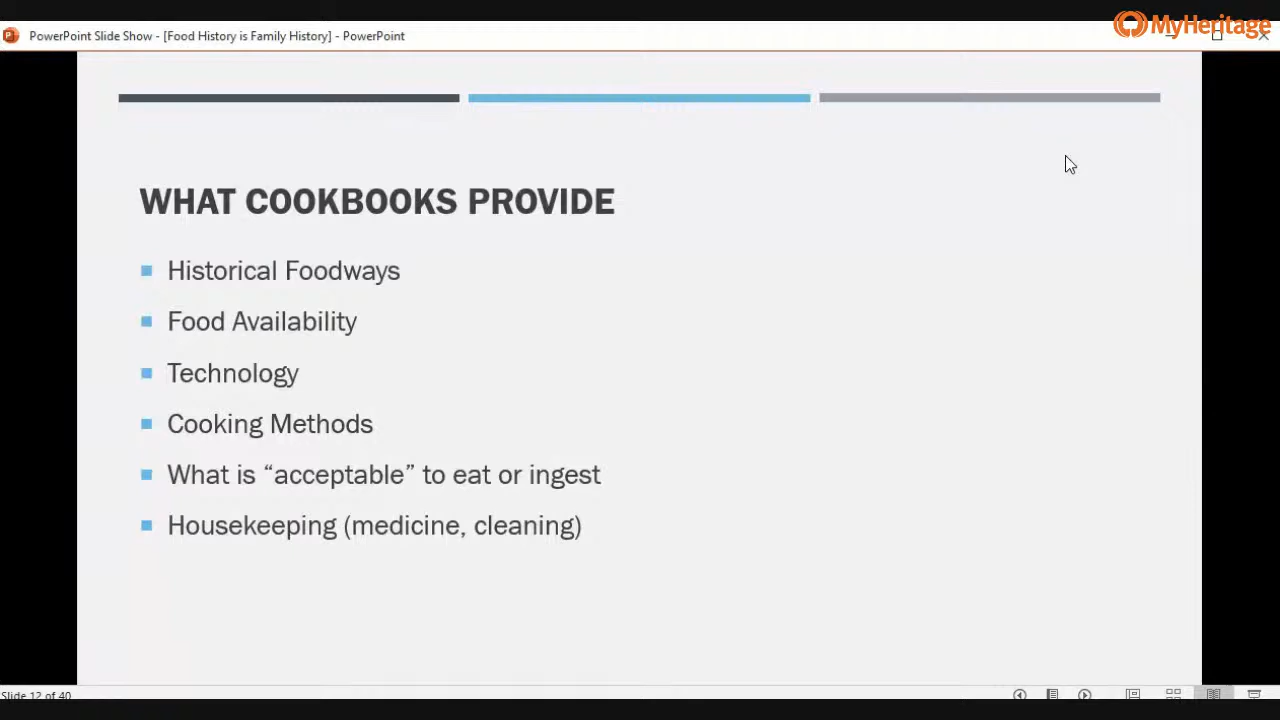 PowerPoint Slide Show - [Food History is Family History] - PowerPoint
MyHeritage
WHAT COOKBOOKS PROVIDE
Historical Foodways
Food Availability
Technology
Cooking Methods
What is “acceptable” to eat or ingest
Housekeeping (medicine, cleaning)
Slide 12 of 40